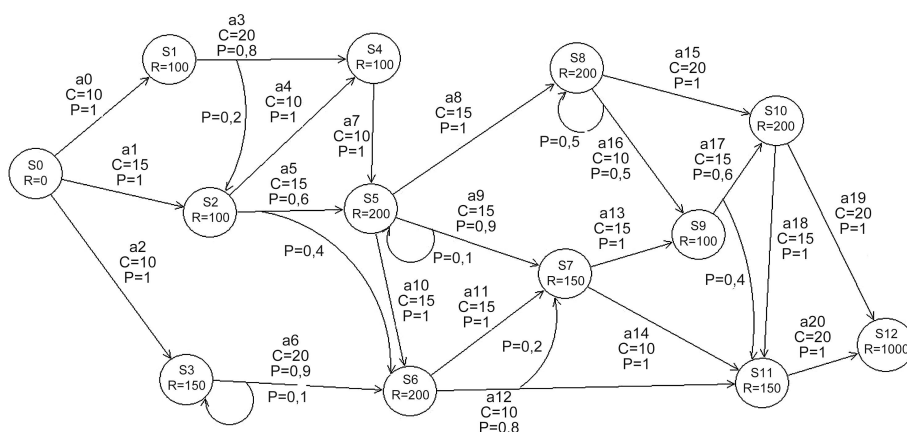 a3
C=20
P=0,8
S1
R=100
S4
R=100
S8
R=200
a15
C=20
P=1
a0
C=10
P=1
a4
C=10
P=1
a8
C=15
P=1
P=0,2
a7
C=10
P=1
P=0,5
a16
C=10
P=0,5
S10
R=200
a17
C=15
P=0,6
S0
R=0
a1
C=15
P=1
a5
C=15
P=0,6
S2
R=100
S5
R=200
a9
C=15
P=0,9
a13
C=15
P=1
S9
R=100
a19
C=20
P=1
a18
C=15
P=1
a2
C=10
P=1
P=0,4
P=0,1
S7
R=150
P=0,4
a10
C=15
P=1
a11
C=15
P=1
a14
C=10
P=1
S12
R=1000
a20
C=20
P=1
S3
R=150
a6
C=20
P=0,9
P=0,1
P=0,2
S6
R=200
S11
R=150
a12
C=10
P=0,8